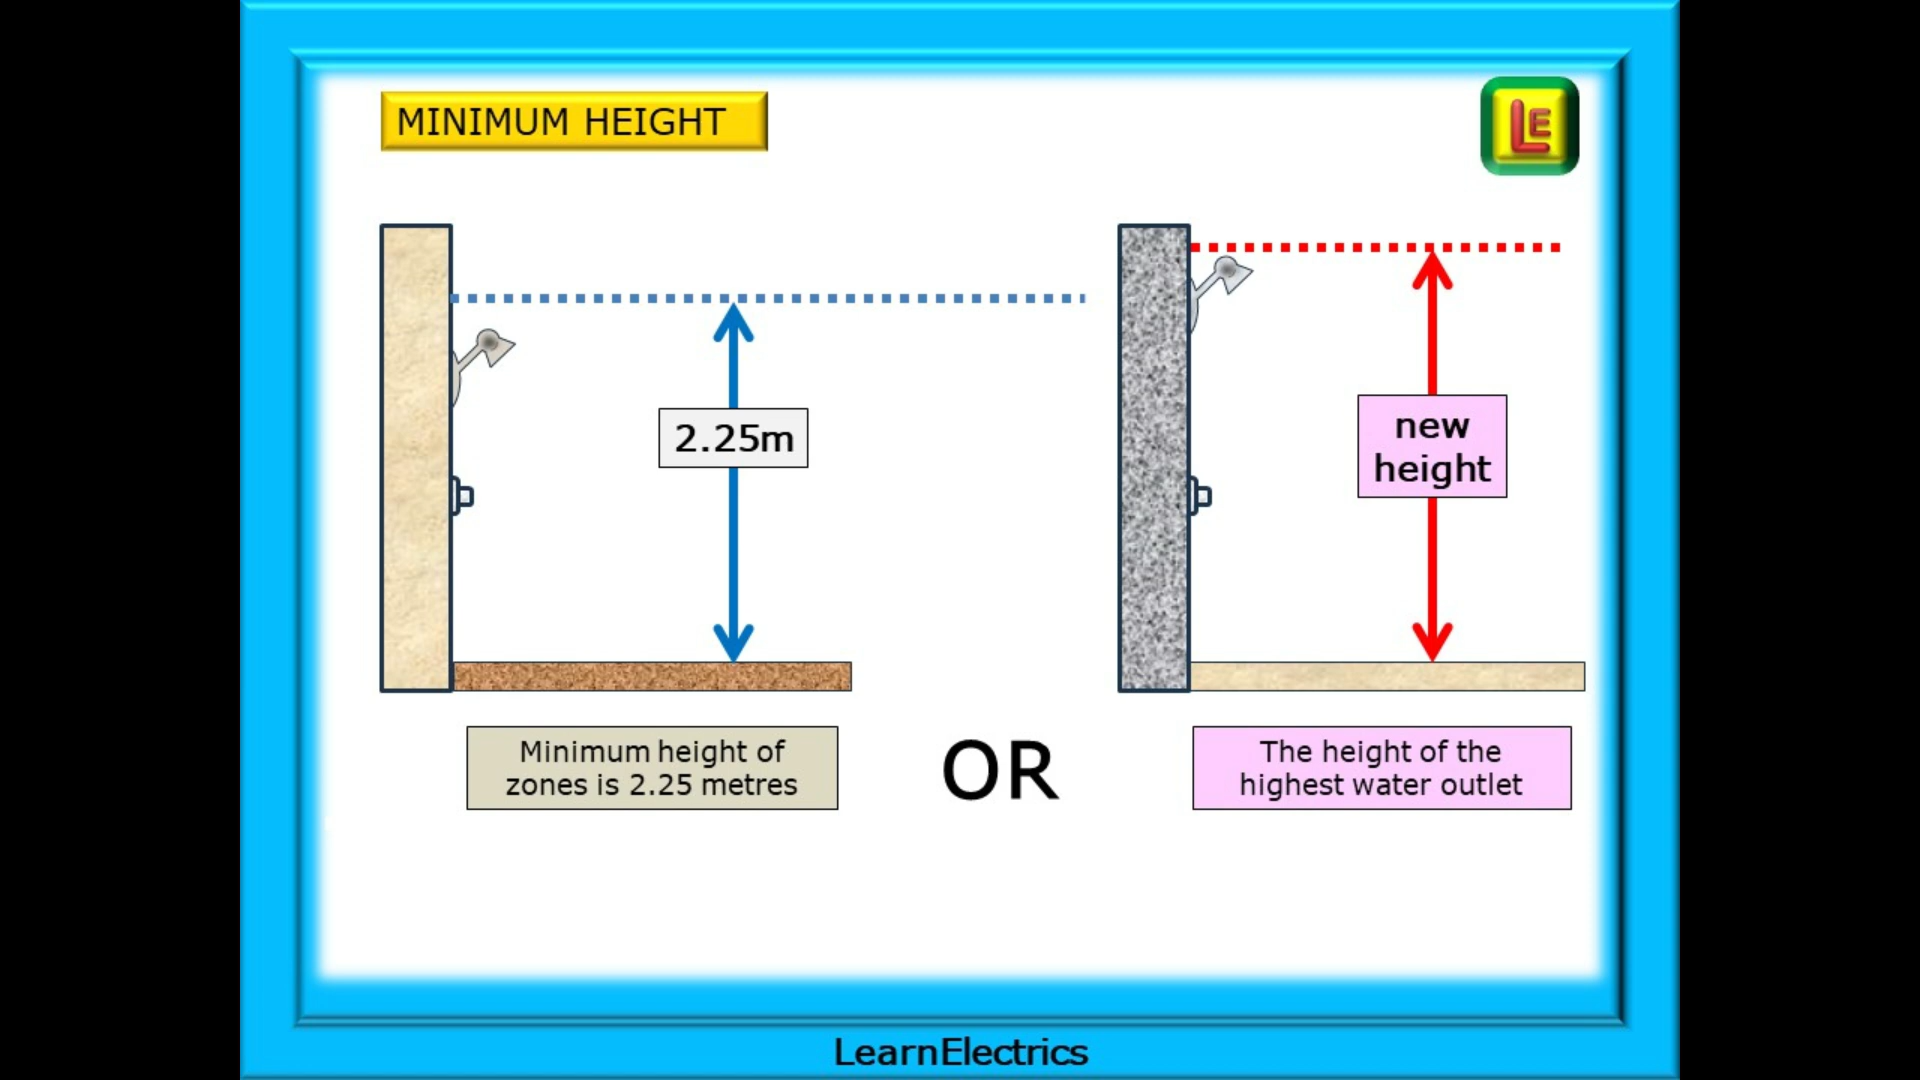 MINIMUM HEIGHT
LE
2.25m
new
height
Minimum height of
zones is 2.25 metres
OR
The height of the
highest water outlet
LearnElectrics